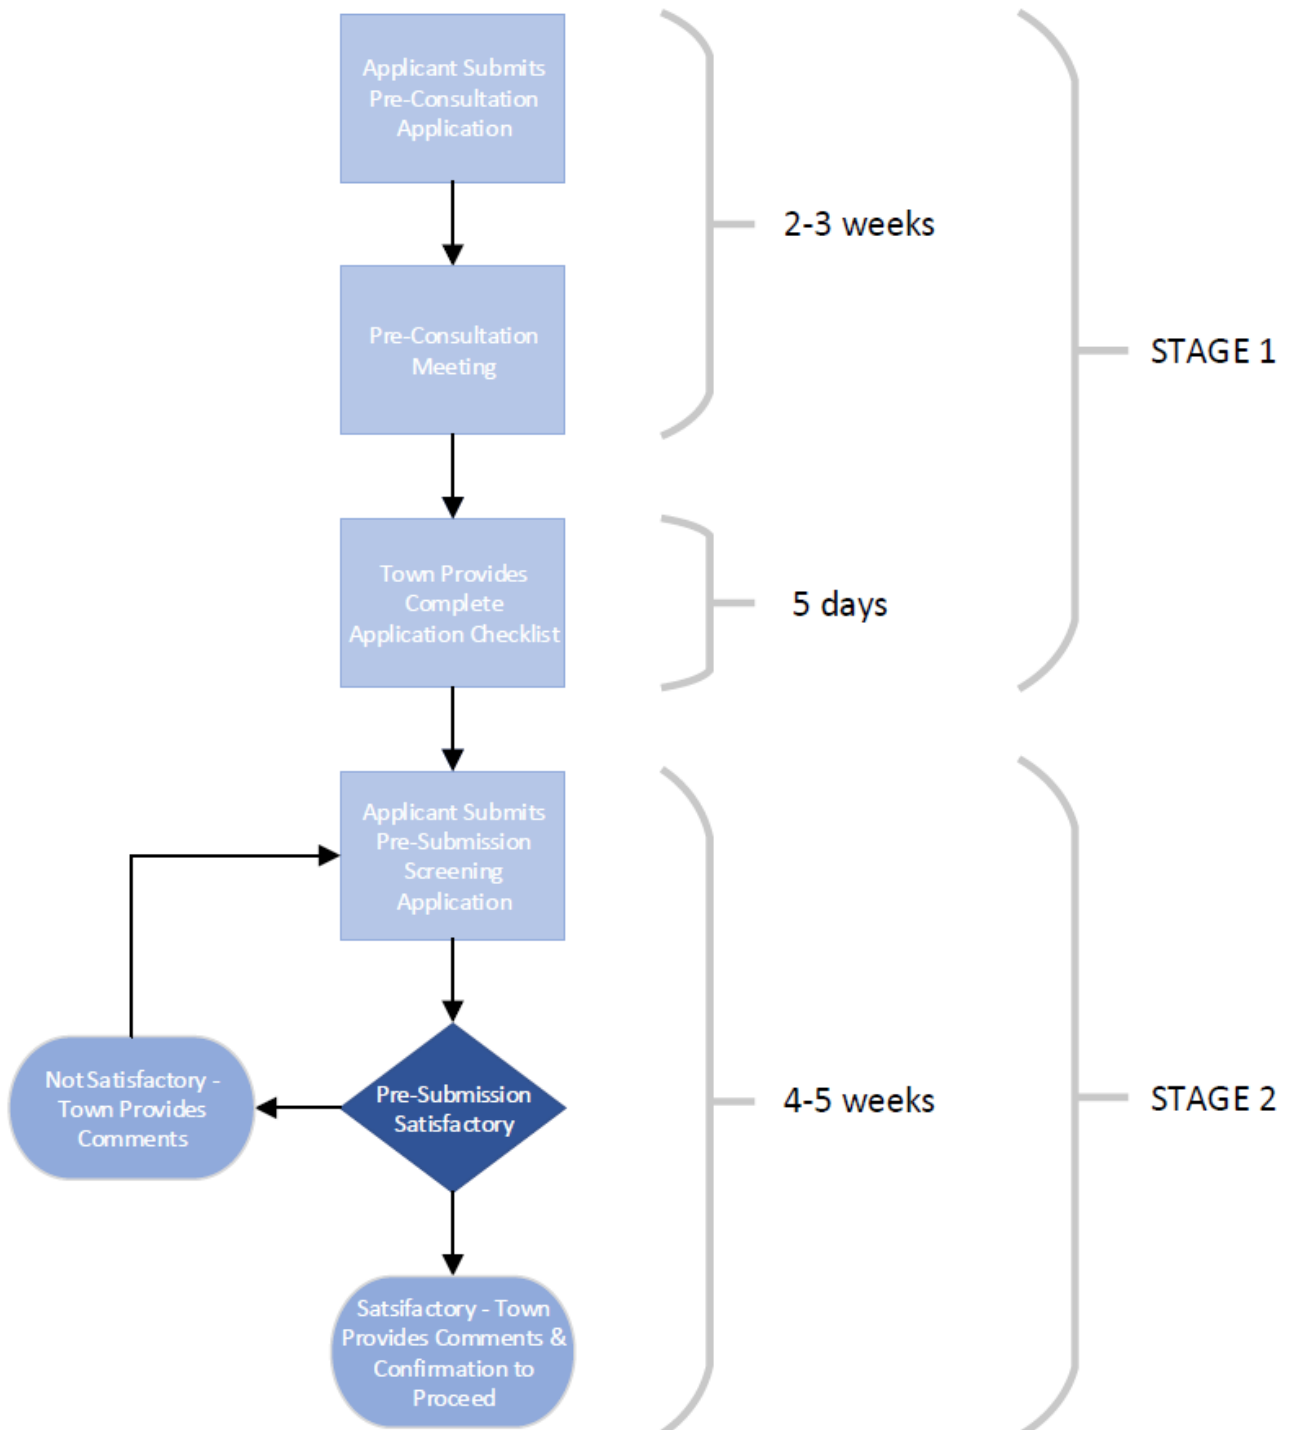 Applicant Submits
Pre-Consultation
Application
2-3 weeks
Pre-Consultation
Meeting
STAGE 1
Town Provides
Complete
Application Checklist
5 days
Applicant Submits
Pre-Submission
Screening
Application
Not Satisfactory -
Town Provides
Comments
Pre-Submission
Satisfactory
4-5 weeks
STAGE 2
Satsifactory - Town
Provides Comments &
Confirmation to
Proceed